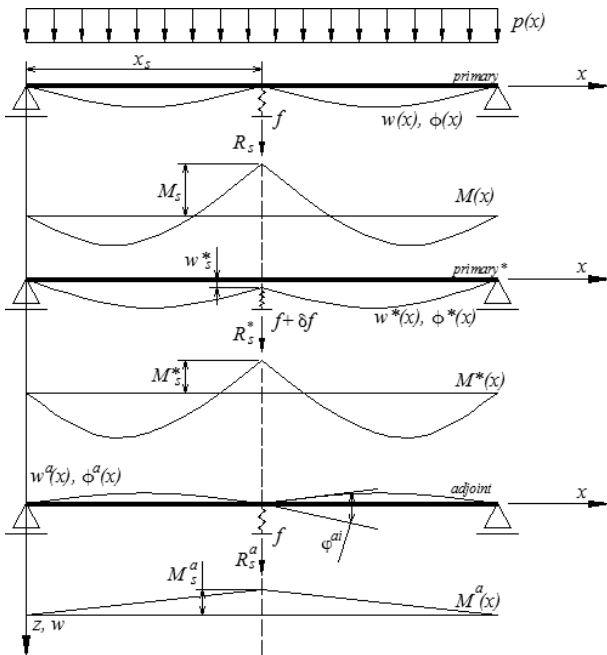 p(x)
x_s
primary
x
f
w(x), ϕ(x)
R_s
M_s
M(x)
w*_s
primary*
x
f+ δf
w*(x), ϕ*(x)
R*_s
M*_s
M*(x)
w^a(x), ϕ^a(x)
adjoint
x
f
φ^ai
R^a_s
M^a_s
M^a(x)
z, w